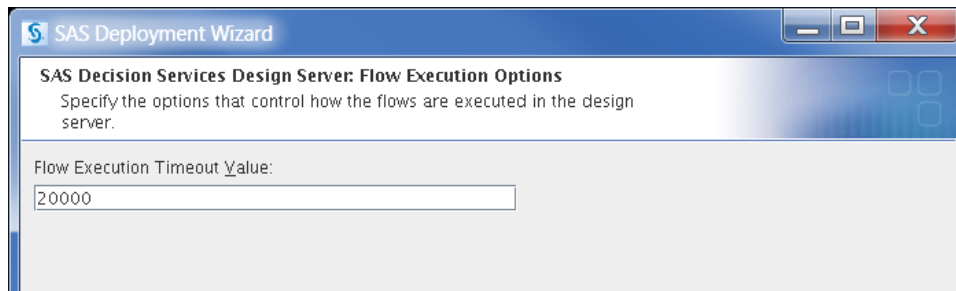 SAS Deployment Wizard
SAS Decision Services Design Server: Flow Execution Options
Specify the options that control how the flows are executed in the design
server.
Flow Execution Timeout Value:
20000